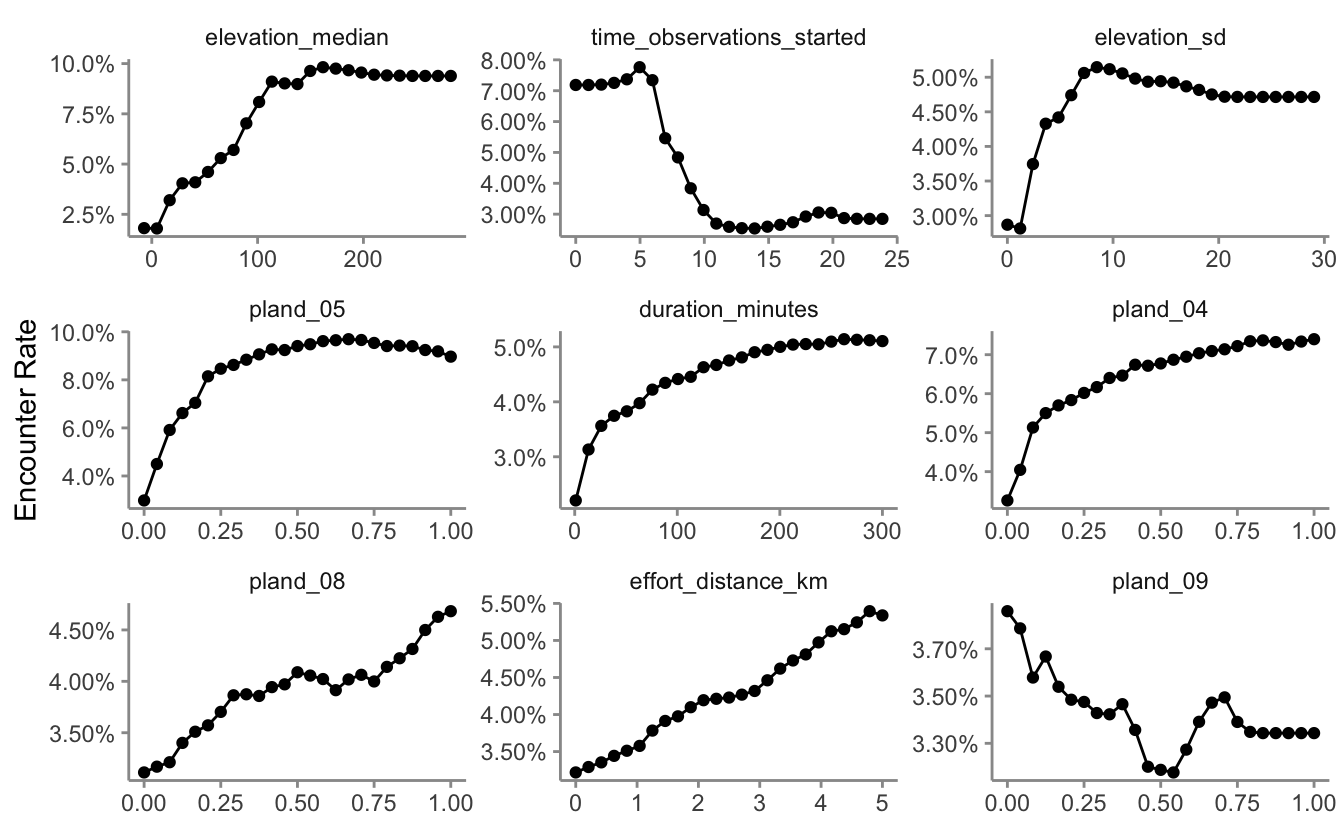 elevation_median
time_observations_started
elevation_sd
10.0%
7.5%
5.0%
2.5%
0 100 200
8.00%
7.00%
6.00%
5.00%
4.00%
3.00%
0 5 10 15 20 25
5.00%
4.50%
4.00%
3.50%
3.00%
0 10 20 30
Encounter Rate
pland_05
duration_minutes
pland_04
10.0%
8.0%
6.0%
4.0%
0.00 0.25 0.50 0.75 1.00
5.0%
4.0%
3.0%
0 100 200 300
7.0%
6.0%
5.0%
4.0%
0.00 0.25 0.50 0.75 1.00
pland_08
effort_distance_km
pland_09
4.50%
4.00%
3.50%
0.00 0.25 0.50 0.75 1.00
5.50%
5.00%
4.50%
4.00%
3.50%
0 1 2 3 4 5
3.70%
3.50%
3.30%
0.00 0.25 0.50 0.75 1.00